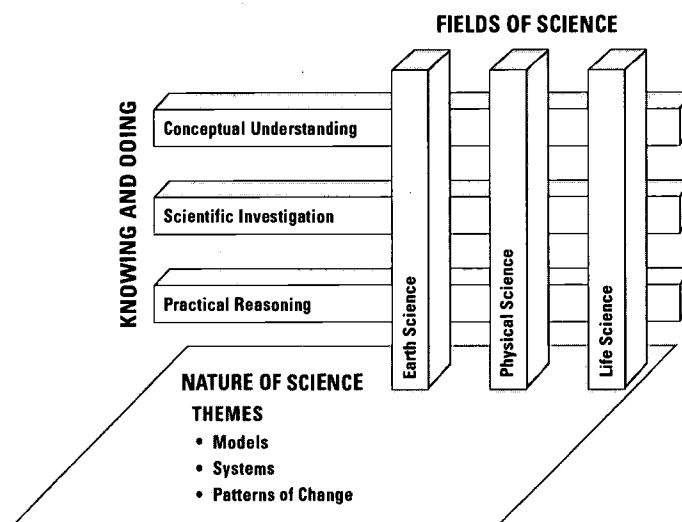 FIELDS OF SCIENCE
KNOWING AND DOING
Conceptual Understanding
Scientific Investigation
Practical Reasoning
Earth Science
Physical Science
Life Science
NATURE OF SCIENCE
THEMES
• Models
• Systems
• Patterns of Change